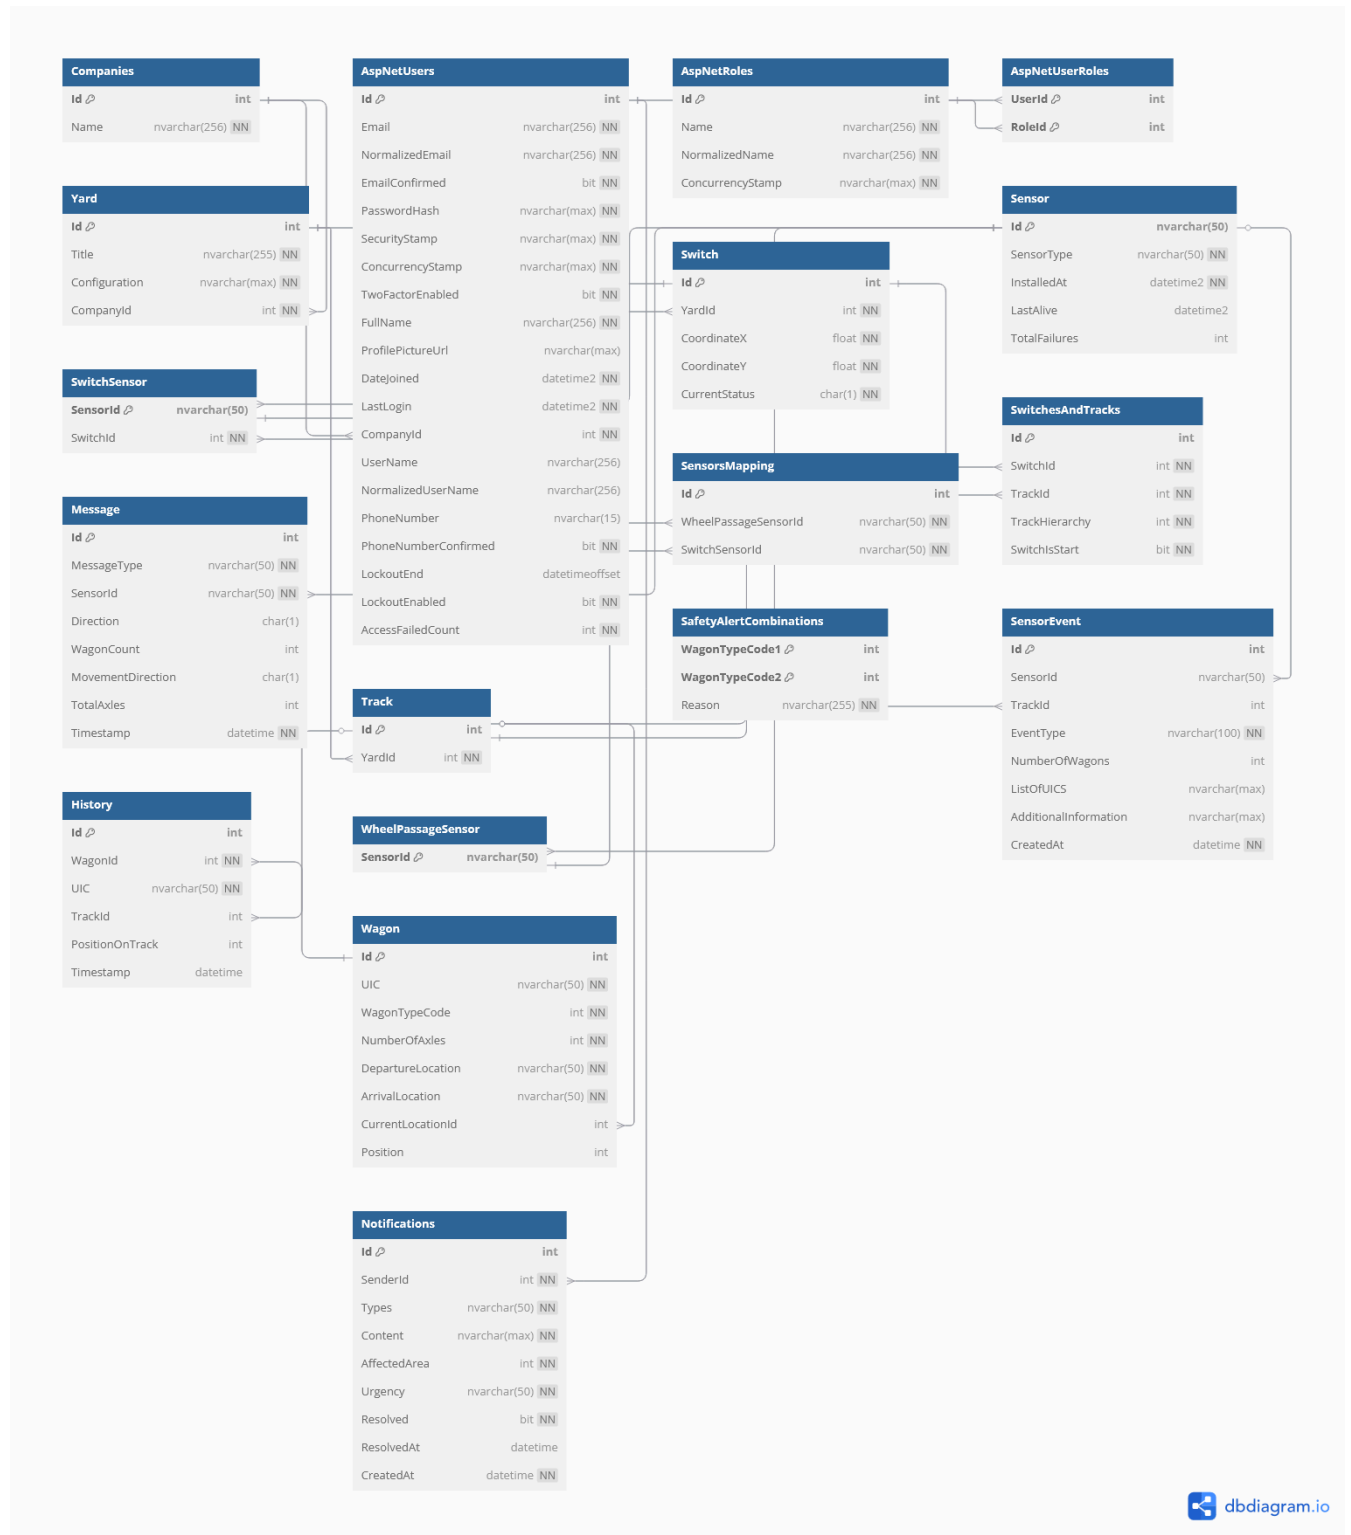 Companies
Id int
Name nvarchar(256) NN
Yard
Id int
Title nvarchar(255) NN
Configuration nvarchar(max) NN
CompanyId int NN
SwitchSensor
SensorId nvarchar(50)
SwitchId int NN
Message
Id int
MessageType nvarchar(50) NN
SensorId nvarchar(50) NN
Direction char(1)
WagonCount int
MovementDirection char(1)
TotalAxles int
Timestamp datetime NN
History
Id int
WagonId int NN
UIC nvarchar(50) NN
TrackId int
PositionOnTrack int
Timestamp datetime
AspNetUsers
Id int
Email nvarchar(256) NN
NormalizedEmail nvarchar(256) NN
EmailConfirmed bit NN
PasswordHash nvarchar(max) NN
SecurityStamp nvarchar(max) NN
ConcurrencyStamp nvarchar(max) NN
TwoFactorEnabled bit NN
FullName nvarchar(256) NN
ProfilePictureUrl nvarchar(max)
DateJoined datetime2 NN
LastLogin datetime2 NN
CompanyId int NN
UserName nvarchar(256)
NormalizedUserName nvarchar(256)
PhoneNumber nvarchar(15)
PhoneNumberConfirmed bit NN
LockoutEnd datetimeoffset
LockoutEnabled bit NN
AccessFailedCount int NN
Track
Id int
YardId int NN
WheelPassageSensor
SensorId nvarchar(50)
Wagon
Id int
UIC nvarchar(50) NN
WagonTypeCode int NN
NumberOfAxles int NN
DepartureLocation nvarchar(50) NN
ArrivalLocation nvarchar(50) NN
CurrentLocationId int
Position int
Notifications
Id int
SenderId int NN
Types nvarchar(50) NN
Content nvarchar(max) NN
AffectedArea int NN
Urgency nvarchar(50) NN
Resolved bit NN
ResolvedAt datetime
CreatedAt datetime NN
AspNetRoles
Id int
Name nvarchar(256) NN
NormalizedName nvarchar(256) NN
ConcurrencyStamp nvarchar(max) NN
Switch
Id int
YardId int NN
CoordinateX float NN
CoordinateY float NN
CurrentStatus char(1) NN
SensorsMapping
Id int
WheelPassageSensorId nvarchar(50) NN
SwitchSensorId nvarchar(50) NN
SafetyAlertCombinations
WagonTypeCode1 int
WagonTypeCode2 int
Reason nvarchar(255) NN
AspNetUserRoles
UserId int
RoleId int
Sensor
Id nvarchar(50)
SensorType nvarchar(50) NN
InstalledAt datetime2 NN
LastAlive datetime2
TotalFailures int
SwitchesAndTracks
Id int
SwitchId int NN
TrackId int NN
TrackHierarchy int NN
SwitchIsStart bit NN
SensorEvent
Id int
SensorId nvarchar(50)
TrackId int
EventType nvarchar(100) NN
NumberOfWagons int
ListOfUICS nvarchar(max)
AdditionalInformation nvarchar(max)
CreatedAt datetime NN
dbdiagram.io